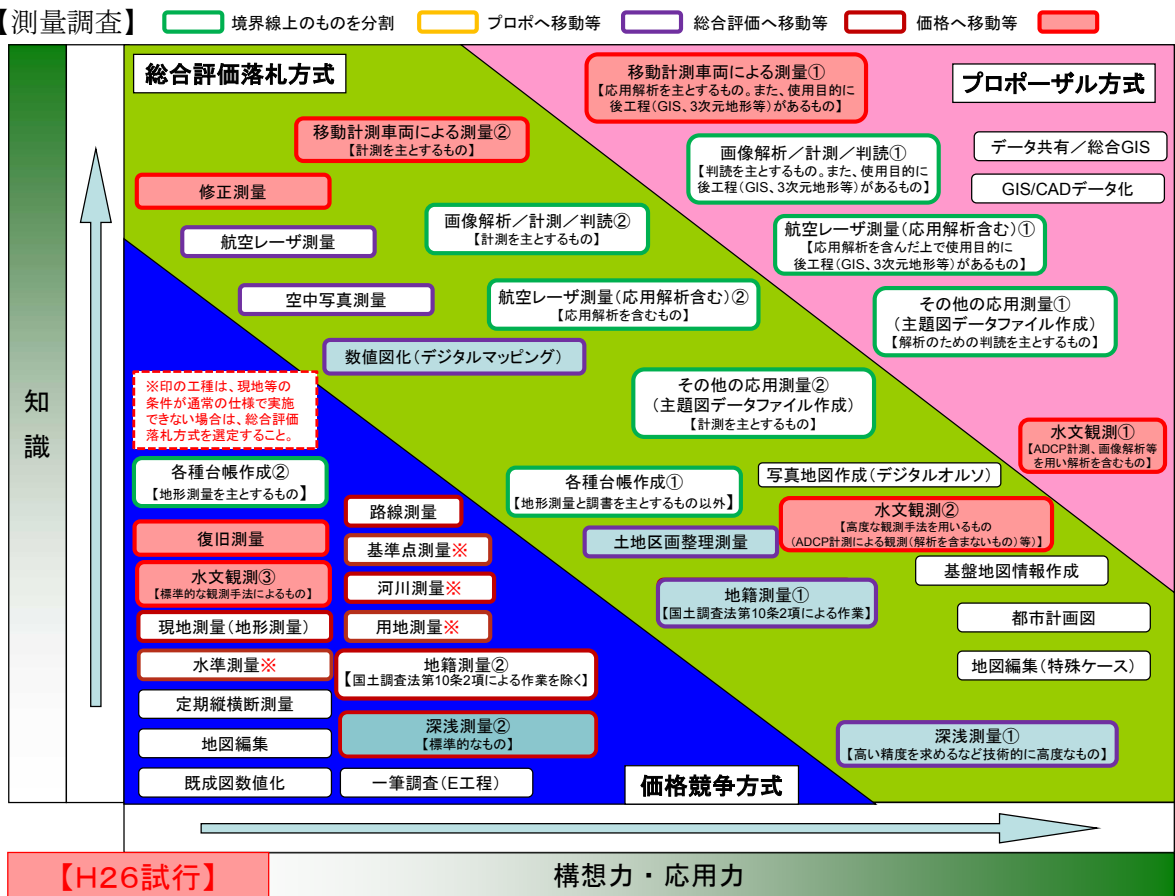 【測量調査】
境界線上のものを分割
プロポへ移動等
総合評価へ移動等
価格へ移動等
総合評価落札方式
プロポーザル方式
移動計測車両による測量①
【応用解析を主とするもの。また、使用目的に
後工程(GIS、3次元地形等)があるもの】
移動計測車両による測量②
【計測を主とするもの】
画像解析／計測／判読①
【判読を主とするもの。また、使用目的に
後工程(GIS、3次元地形等)があるもの】
データ共有／総合GIS
GIS/CADデータ化
修正測量
画像解析／計測／判読②
【計測を主とするもの】
航空レーザ測量
航空レーザ測量(応用解析含む)①
【応用解析を含んだ上で使用目的に
後工程(GIS、3次元地形等)があるもの】
空中写真測量
航空レーザ測量(応用解析含む)②
【応用解析を含むもの】
その他の応用測量①
(主題図データファイル作成)
【解析のための判読を主とするもの】
数値図化(デジタルマッピング)
その他の応用測量②
(主題図データファイル作成)
【計測を主とするもの】
※印の工種は、現地等の
条件が通常の仕様で実施
できない場合は、総合評価
落札方式を選定すること。
知
識
水文観測①
【ADCP計測、画像解析等
を用い解析を含むもの】
各種台帳作成②
【地形測量を主とするもの】
各種台帳作成①
【地形測量と調書を主とするもの以外】
写真地図作成(デジタルオルソ)
路線測量
水文観測②
【高度な観測手法を用いるもの
(ADCP計測による観測(解析を含まないもの)等)】
復旧測量
基準点測量※
土地区画整理測量
基盤地図情報作成
水文観測③
【標準的な観測手法によるもの】
河川測量※
地籍測量①
【国土調査法第10条2項による作業】
現地測量(地形測量)
用地測量※
都市計画図
水準測量※
地籍測量②
【国土調査法第10条2項による作業を除く】
地図編集(特殊ケース)
定期縦横断測量
深浅測量②
【標準的なもの】
深浅測量①
【高い精度を求めるなど技術的に高度なもの】
地図編集
既成図数値化
一筆調査(E工程)
価格競争方式
【H26試行】
構想力・応用力